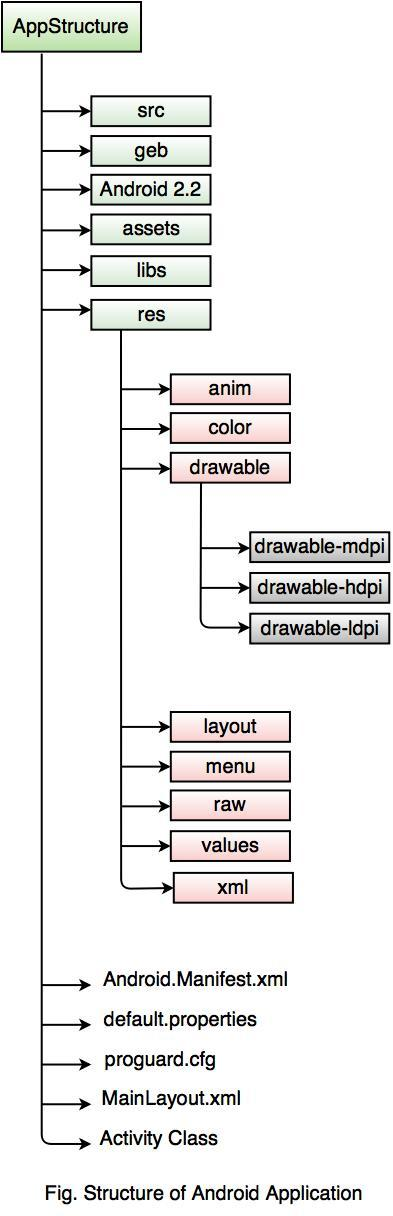 AppStructure
src
geb
Android 2.2
assets
libs
res
anim
color
drawable
drawable-mdpi
drawable-hdpi
drawable-ldpi
layout
menu
raw
values
xml
Android.Manifest.xml
default.properties
proguard.cfg
MainLayout.xml
Activity Class
Fig. Structure of Android Application